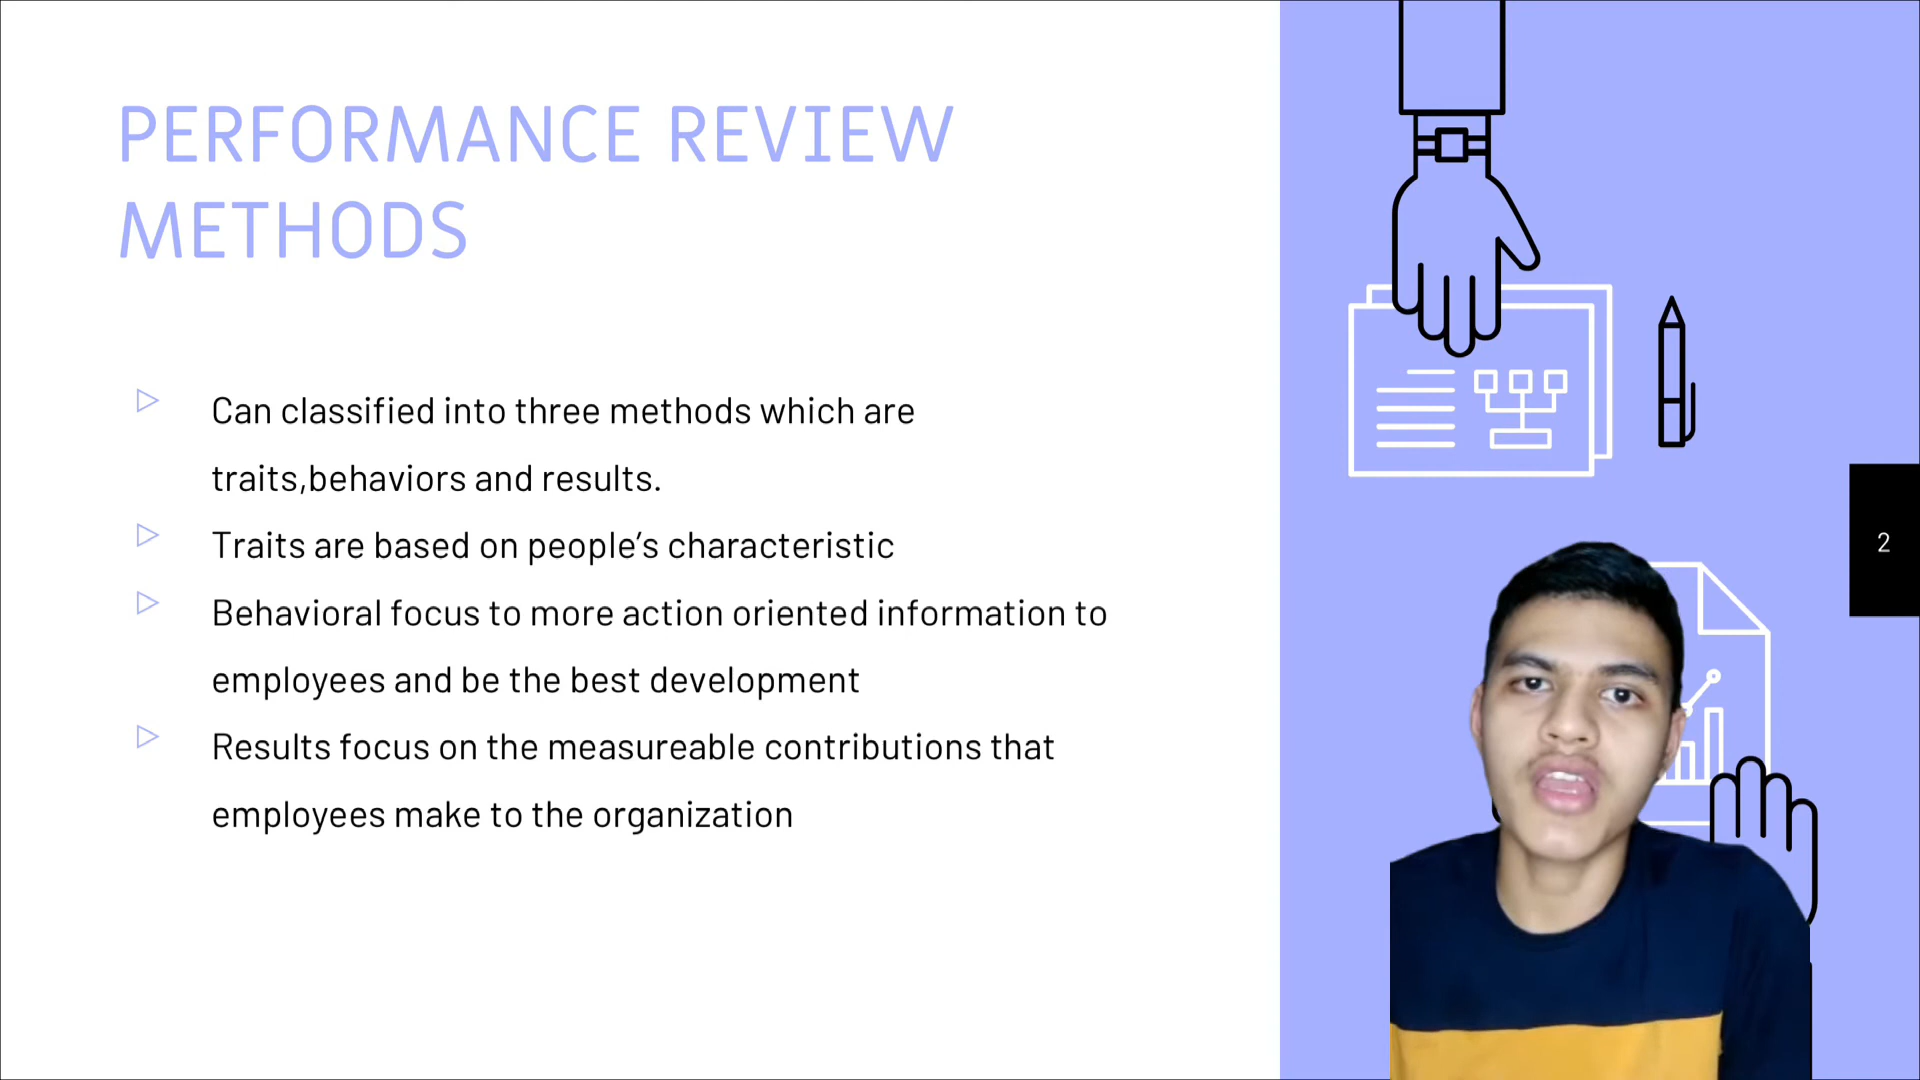 PERFORMANCE REVIEW
METHODS
Can classified into three methods which are
traits,behaviors and results.
Traits are based on people’s characteristic
Behavioral focus to more action oriented information to
employees and be the best development
Results focus on the measureable contributions that
employees make to the organization
2